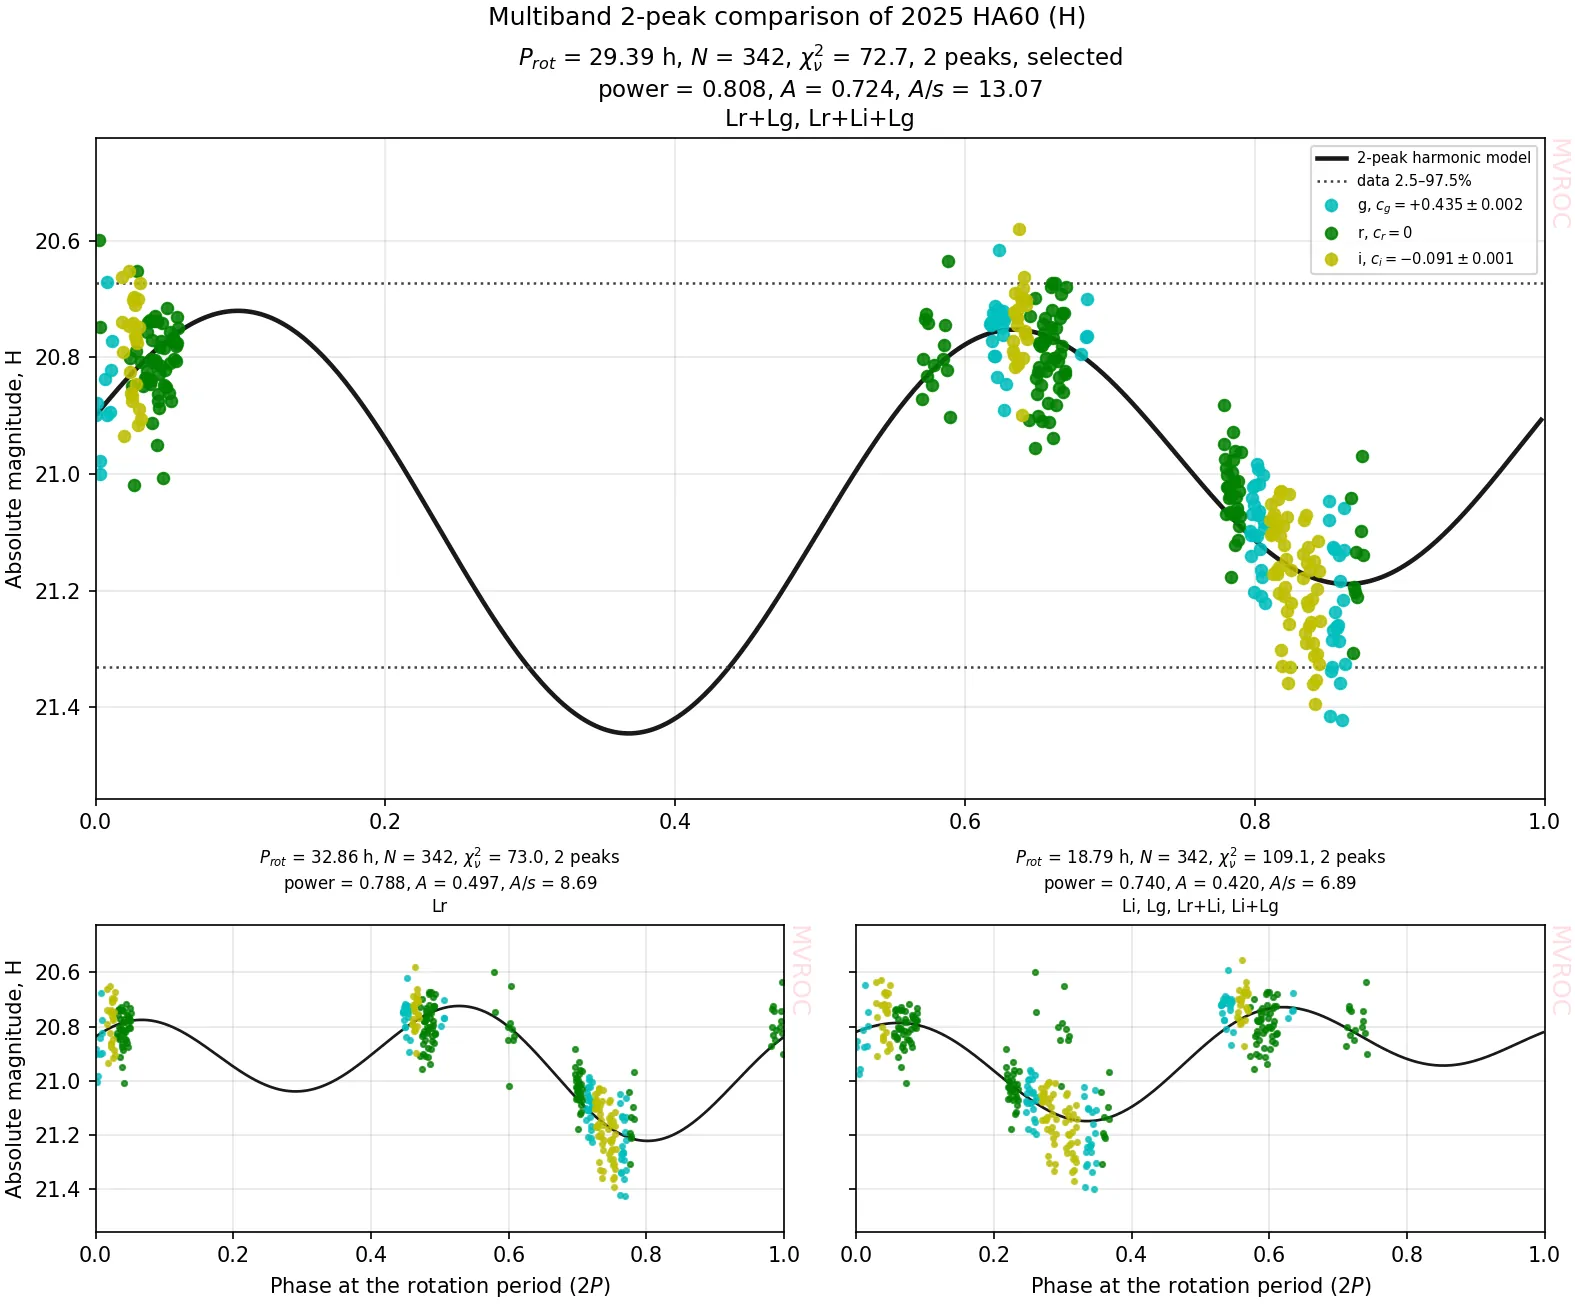 Multiband 2-peak comparison of 2025 HA60 (H)
P_rot = 29.39 h, N = 342, χ²_ν = 72.7, 2 peaks, selected
power = 0.808, A = 0.724, A/s = 13.07
Lr+Lg, Lr+Li+Lg
2-peak harmonic model
data 2.5–97.5%
g, c_g = +0.435 ± 0.002
r, c_r = 0
i, c_i = −0.091 ± 0.001
MVROC
Absolute magnitude, H
20.6
20.8
21.0
21.2
21.4
0.0 0.2 0.4 0.6 0.8 1.0
P_rot = 32.86 h, N = 342, χ²_ν = 73.0, 2 peaks
power = 0.788, A = 0.497, A/s = 8.69
Lr
MVROC
Absolute magnitude, H
20.6
20.8
21.0
21.2
21.4
0.0 0.2 0.4 0.6 0.8 1.0
Phase at the rotation period (2P)
P_rot = 18.79 h, N = 342, χ²_ν = 109.1, 2 peaks
power = 0.740, A = 0.420, A/s = 6.89
Li, Lg, Lr+Li, Li+Lg
MVROC
0.0 0.2 0.4 0.6 0.8 1.0
Phase at the rotation period (2P)